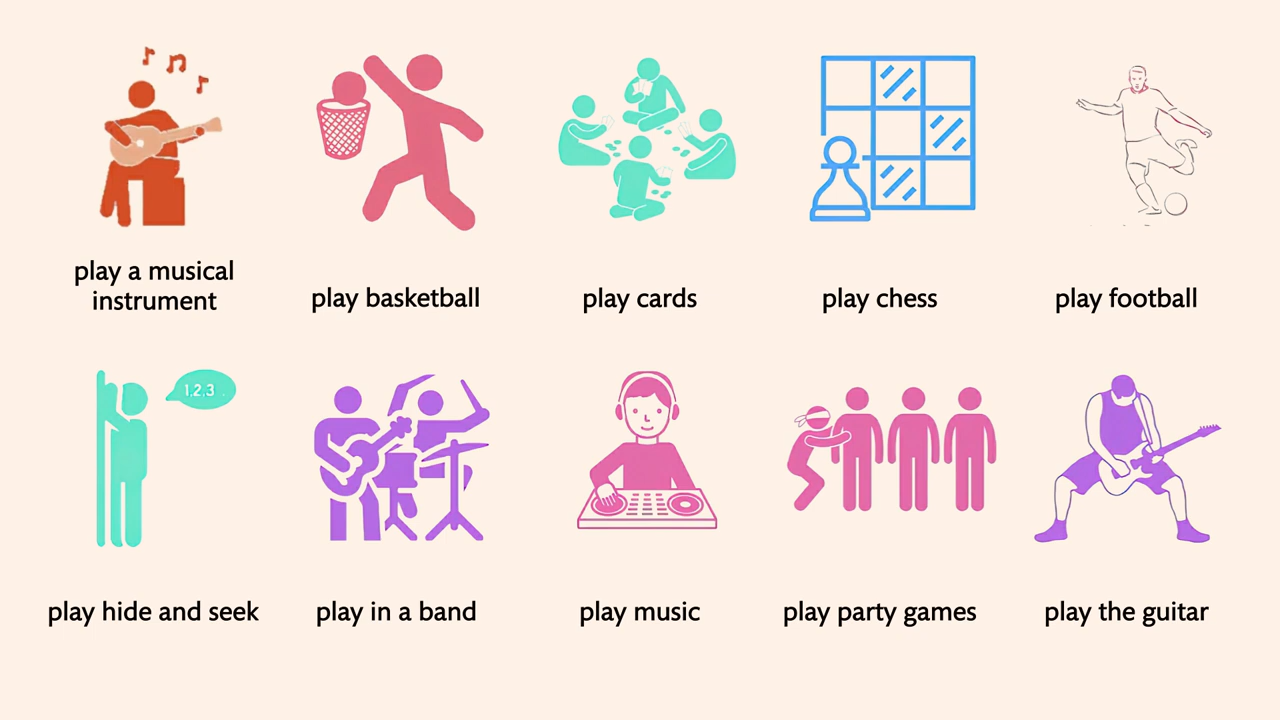 play a musical
instrument
play basketball
play cards
play chess
play football
1,2,3 .
play hide and seek
play in a band
play music
play party games
play the guitar